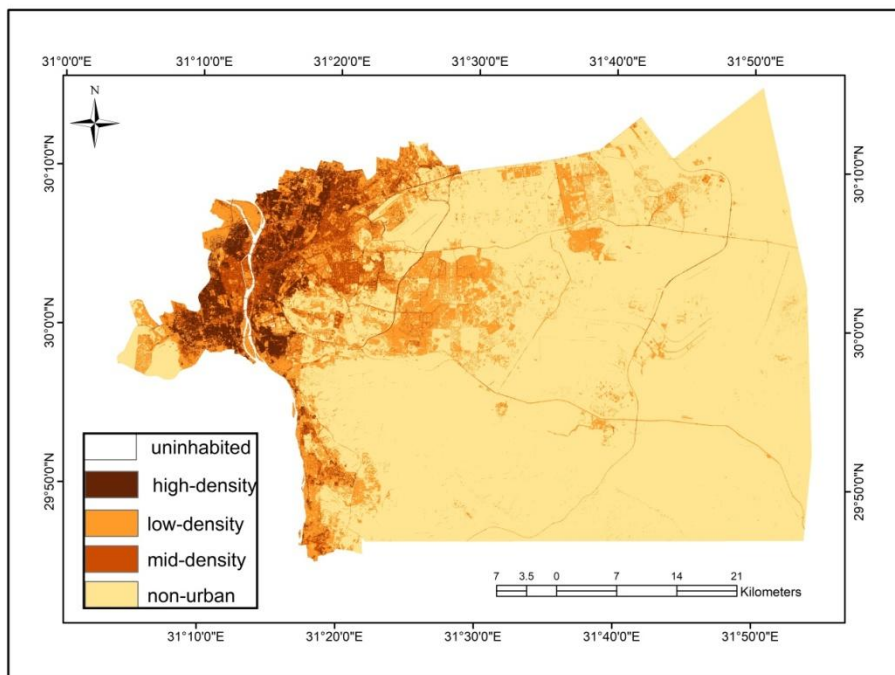 31°0'0"E 31°10'0"E 31°20'0"E 31°30'0"E 31°40'0"E 31°50'0"E
N
30°10'0"N
30°10'0"N
30°0'0"N
30°0'0"N
29°50'0"N
29°50'0"N
uninhabited
high-density
low-density
mid-density
non-urban
7 3.5 0 7 14 21
Kilometers
31°10'0"E 31°20'0"E 31°30'0"E 31°40'0"E 31°50'0"E